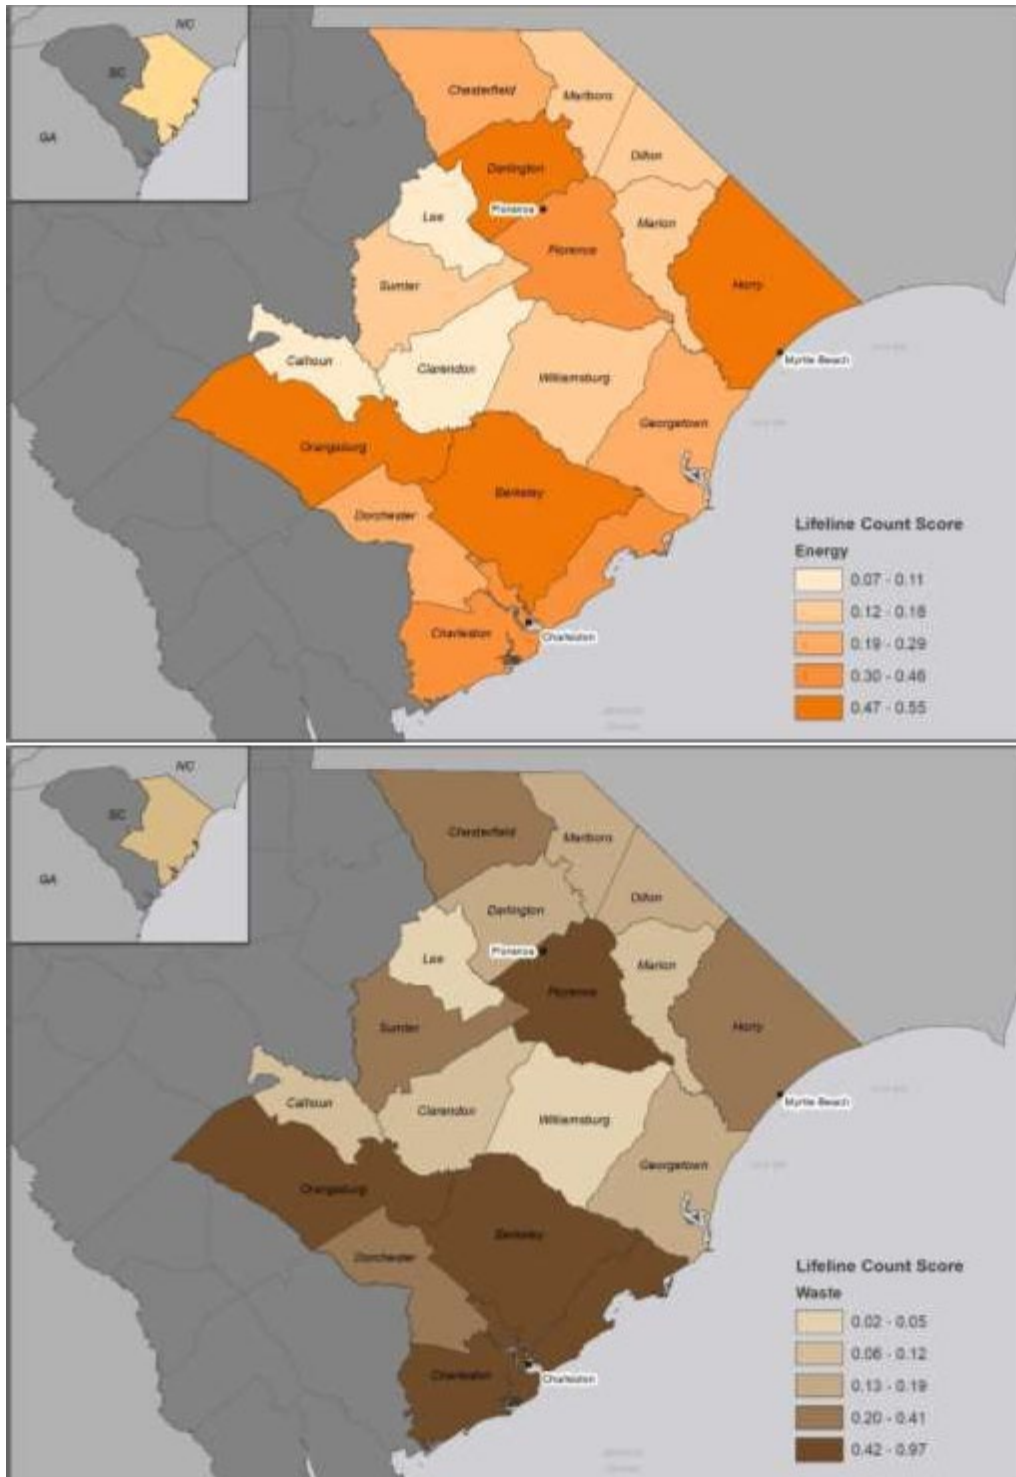 NC
SC
GA
Chesterfield
Marlboro
Dillon
Darlington
Lee
Florence
Marion
Florence
Horry
Sumter
Myrtle Beach
Calhoun
Clarendon
Williamsburg
Georgetown
Orangeburg
Berkeley
Dorchester
Charleston
Charleston
Lifeline Count Score
Energy
0.07 - 0.11
0.12 - 0.18
0.19 - 0.29
0.30 - 0.46
0.47 - 0.55
NC
SC
GA
Chesterfield
Marlboro
Dillon
Darlington
Florence
Lee
Marion
Florence
Sumter
Horry
Myrtle Beach
Calhoun
Clarendon
Williamsburg
Georgetown
Orangeburg
Berkeley
Dorchester
Charleston
Charleston
Lifeline Count Score
Waste
0.02 - 0.05
0.06 - 0.12
0.13 - 0.19
0.20 - 0.41
0.42 - 0.97